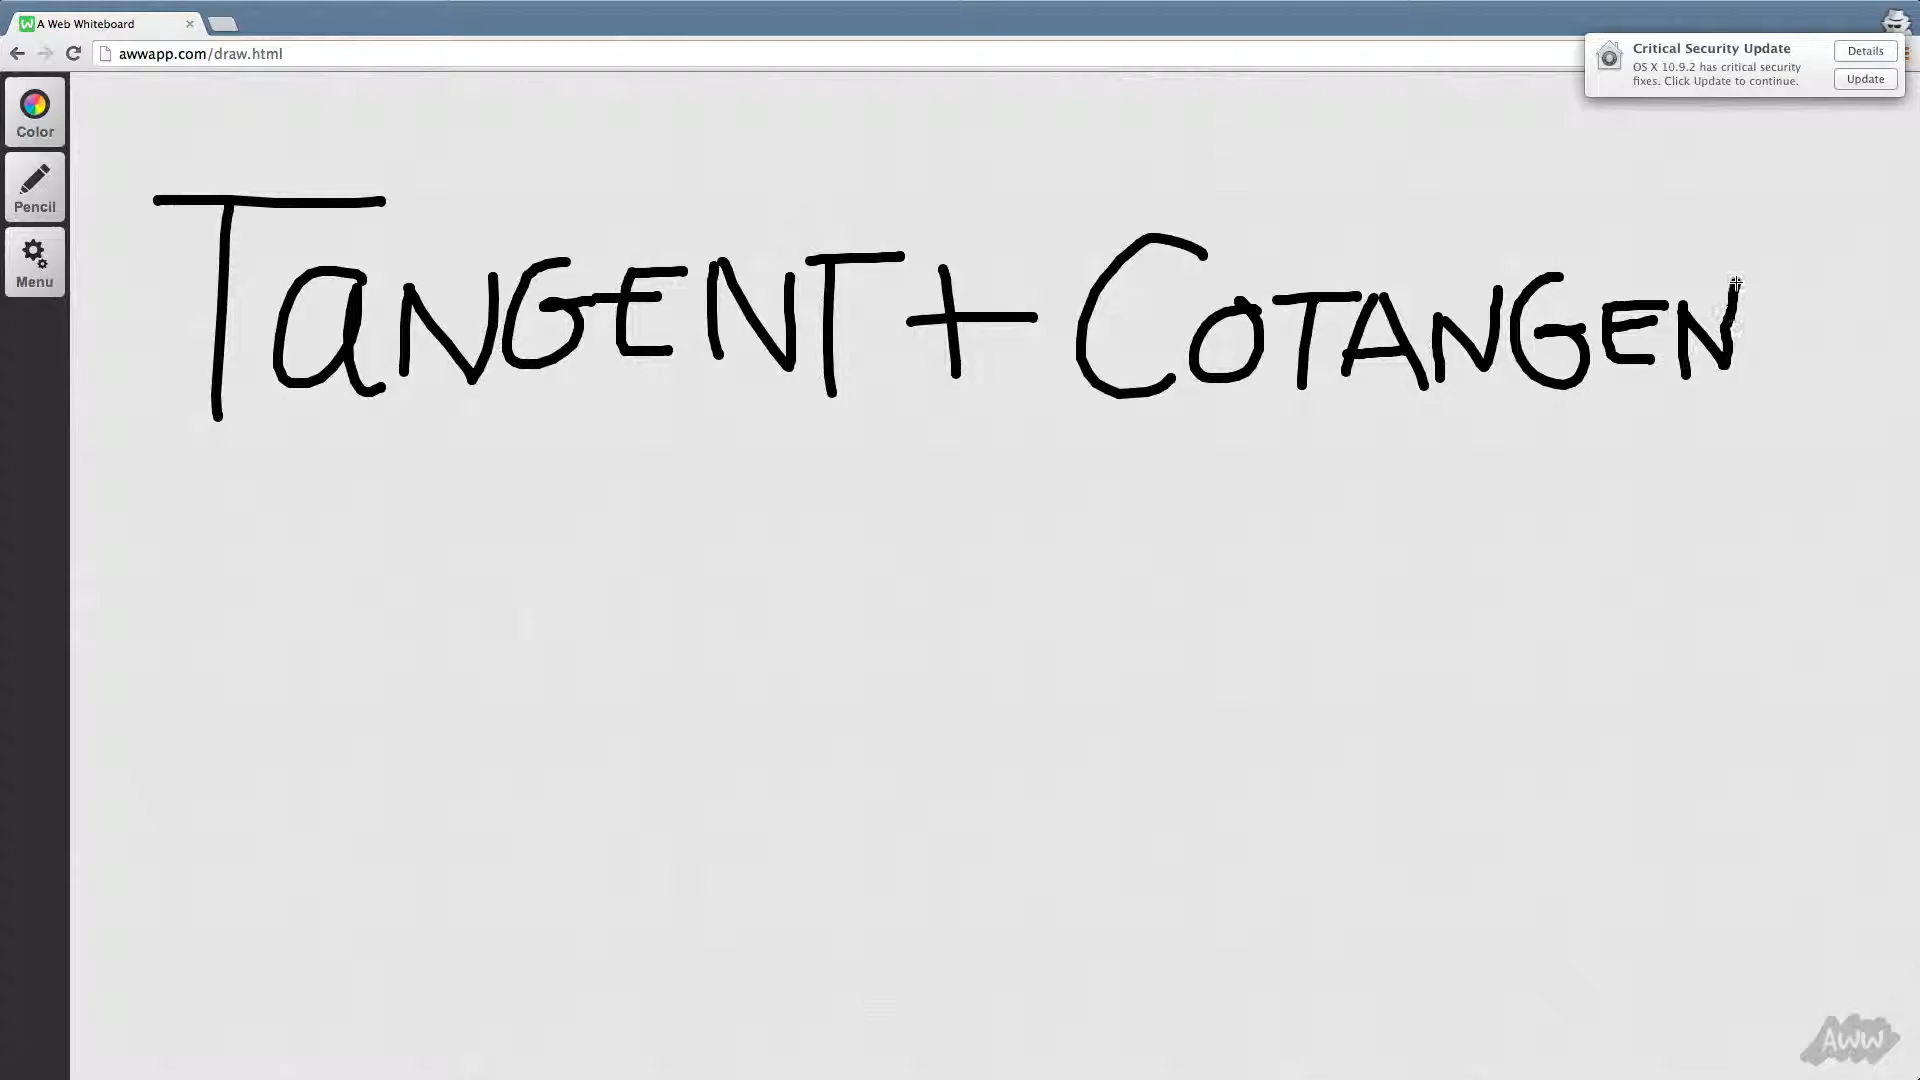 A Web Whiteboard
awwapp.com/draw.html
Critical Security Update
OS X 10.9.2 has critical security
fixes. Click Update to continue.
Details
Update
Color
Pencil
Menu
TaNGENT + COTANGEN
AWW